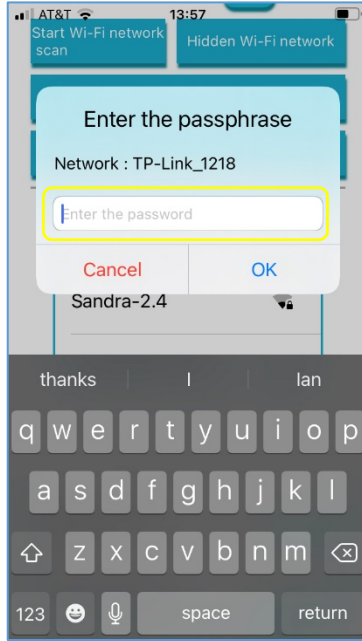 AT&T 13:57
Start Wi-Fi network
scan
Hidden Wi-Fi network
Enter the passphrase
Network : TP-Link_1218
Enter the password
Cancel OK
Sandra-2.4
thanks I lan
q w e r t y u i o p
a s d f g h j k l
z x c v b n m
123 space return